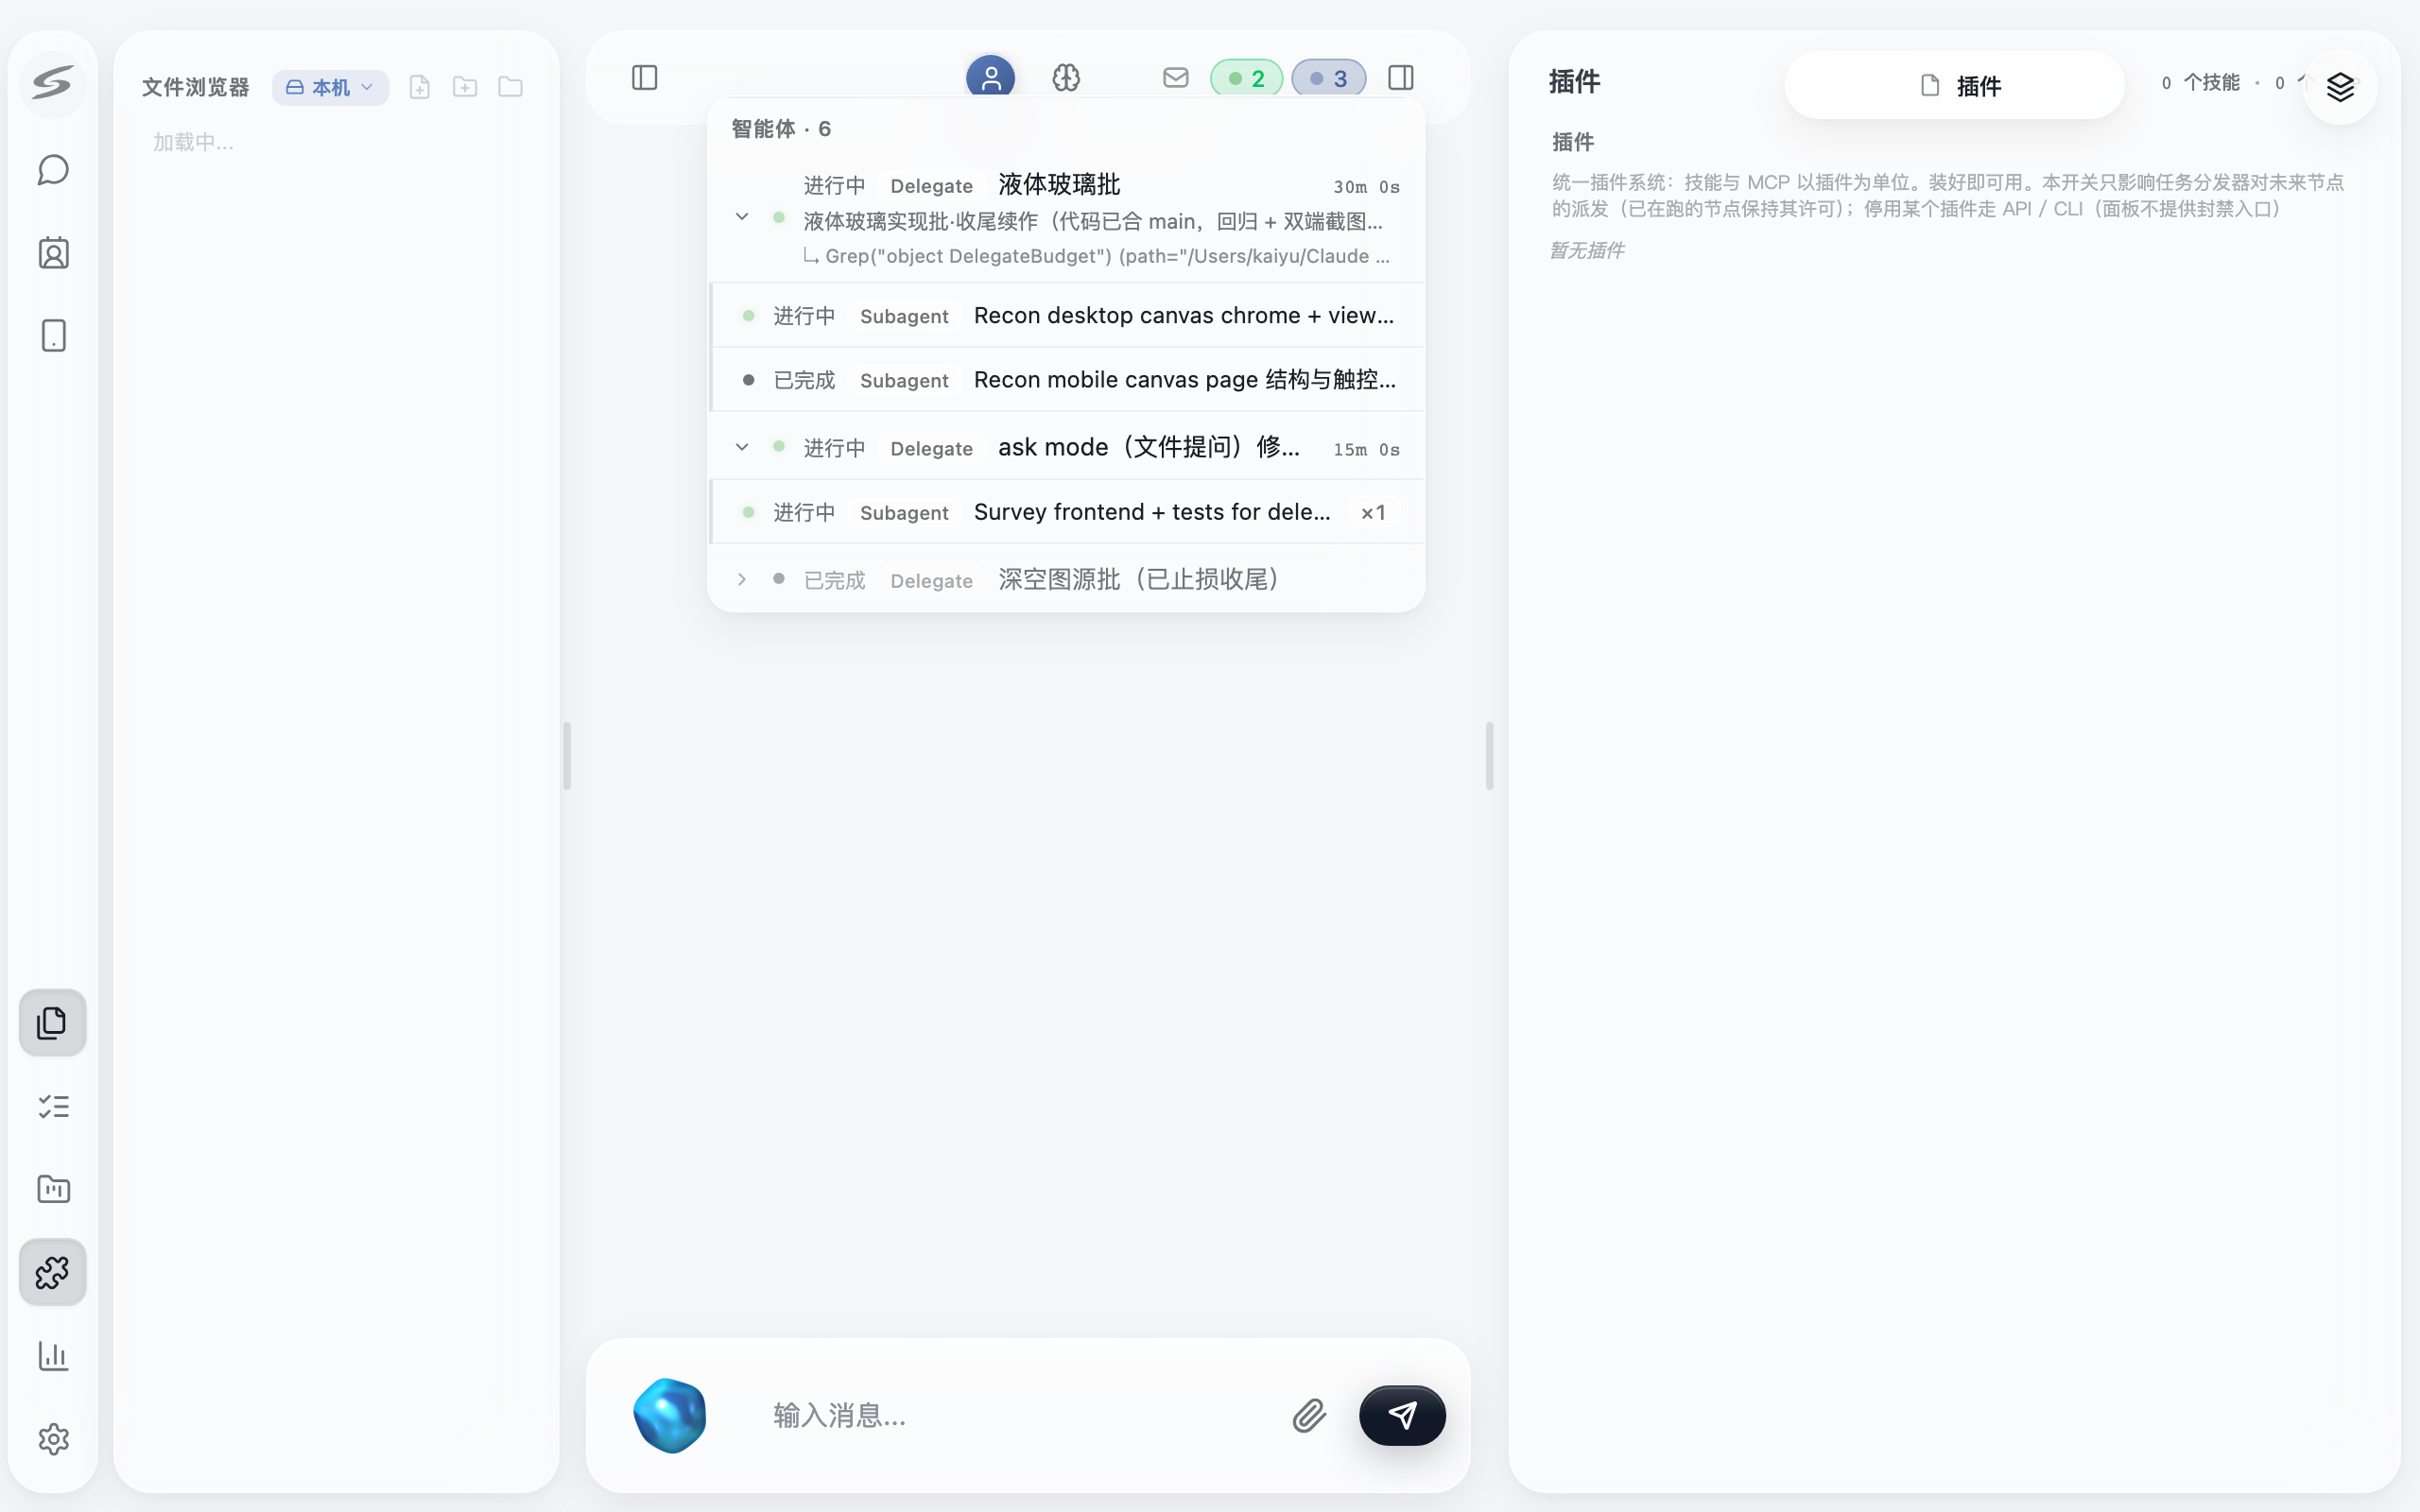 文件浏览器
本机
加载中...
2
3
智能体 · 6
进行中 Delegate 液体玻璃批 30m 0s
液体玻璃实现批·收尾续作（代码已合 main，回归 + 双端截图...
Grep("object DelegateBudget") (path="/Users/kaiyu/Claude ...
进行中 Subagent Recon desktop canvas chrome + view...
已完成 Subagent Recon mobile canvas page 结构与触控...
进行中 Delegate ask mode（文件提问）修... 15m 0s
进行中 Subagent Survey frontend + tests for dele... ×1
已完成 Delegate 深空图源批（已止损收尾）
输入消息...
插件
插件
0 个技能 · 0
插件
统一插件系统：技能与 MCP 以插件为单位。装好即可用。本开关只影响任务分发器对未来节点
的派发（已在跑的节点保持其许可）；停用某个插件走 API / CLI（面板不提供封禁入口）
暂无插件